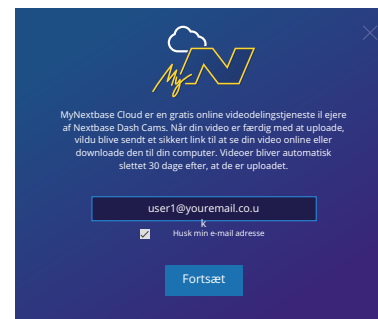 My N
MyNextbase Cloud er en gratis online videodelingstjeneste il ejere
af Nextbase Dash Cams. Når din video er færdig med at uploade,
vildu blive sendt et sikkert link til at se din video online eller
downloade den til din computer. Videoer bliver automatisk
slettet 30 dage efter, at de er uploadet.
user1@youremail.co.u
k
Husk min e-mail adresse
Fortsæt